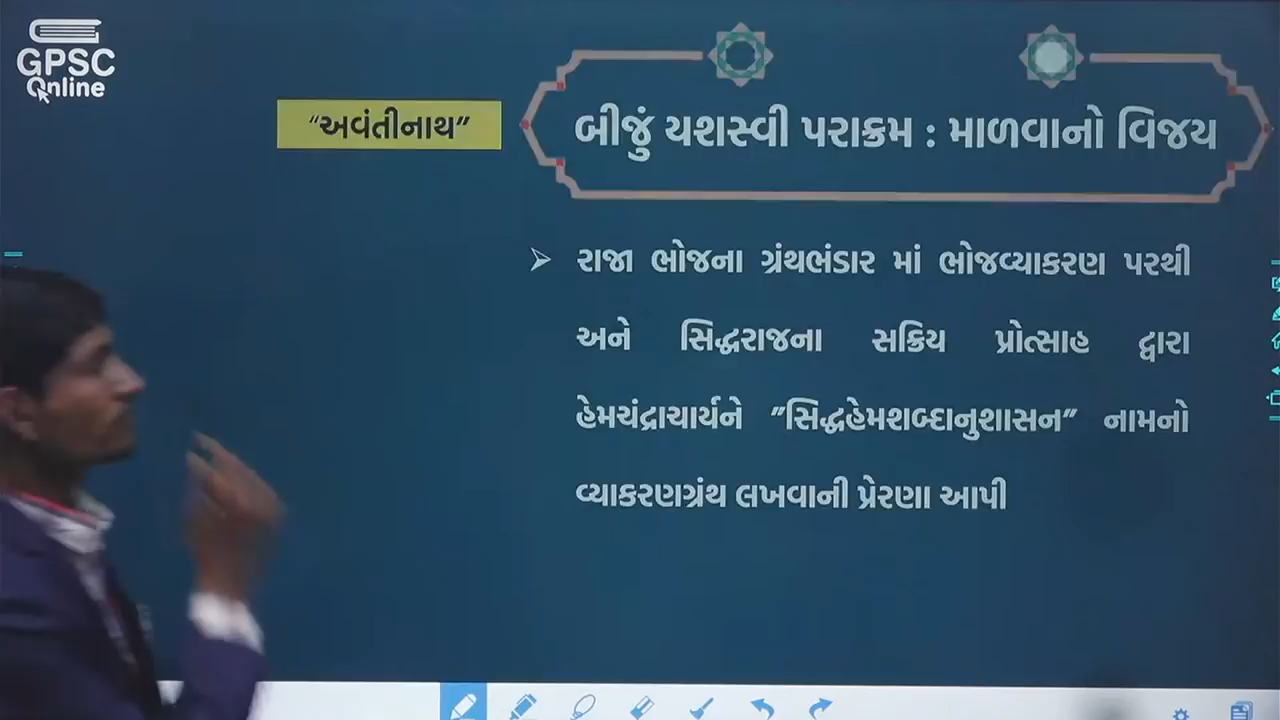 GPSC
Online
“અવંતીનાથ”
બીજું યશસ્વી પરાક્રમ : માળવાનો વિજય
રાજા ભોજના ગ્રંથભંડાર માં ભોજવ્યાકરણ પરથી
અને સિદ્ધરાજના સક્રિય પ્રોત્સાહ દ્વારા
હેમચંદ્રાચાર્યને ”સિદ્ધહેમશબ્દાનુશાસન” નામનો
વ્યાકરણગ્રંથ લખવાની પ્રેરણા આપી